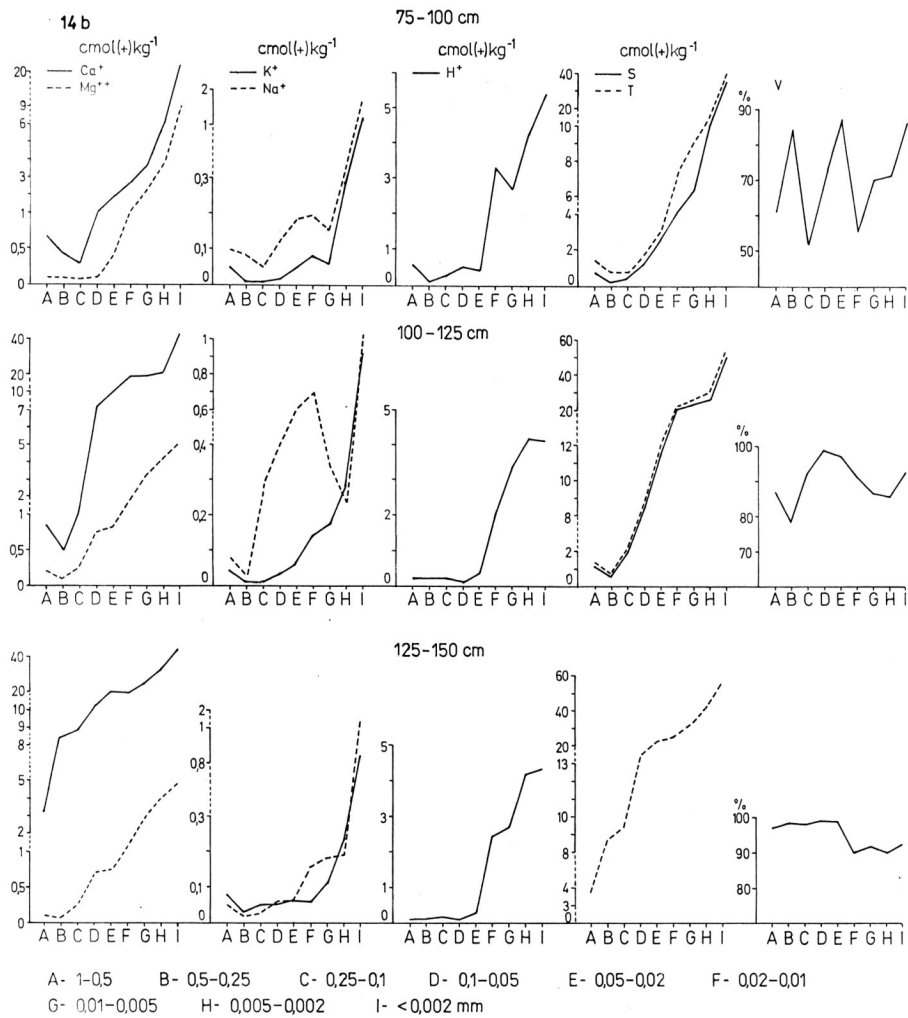 14 b
75-100 cm
cmol(+)kg-1
Ca+
Mg++
cmol(+)kg-1
K+
Na+
cmol(+)kg-1
H+
cmol(+)kg-1
S
T
V
%
20
9
6
3
1
0,5
0
2
1
0,3
0,1
0
5
2
0
40
20
10
6
4
2
0
90
70
50
A B C D E F G H I
A B C D E F G H I
A B C D E F G H I
A B C D E F G H I
A B C D E F G H I
100-125 cm
40
20
10
7
5
2
1
0,5
0
1
0,8
0,6
0,4
0,2
0
5
2
0
60
40
20
12
8
2
0
%
100
80
70
A B C D E F G H I
A B C D E F G H I
A B C D E F G H I
A B C D E F G H I
A B C D E F G H I
125-150 cm
40
20
10
9
8
5
2
1
0
2
1
0,8
0,3
0,1
0
5
3
1
0
60
40
20
13
10
8
4
3
0
%
100
90
80
A B C D E F G H I
A B C D E F G H I
A B C D E F G H I
A B C D E F G H I
A B C D E F G H I
A- 1-0,5 B- 0,5-0,25 C- 0,25-0,1 D- 0,1-0,05 E- 0,05-0,02 F- 0,02-0,01
G- 0,01-0,005 H- 0,005-0,002 I- <0,002 mm